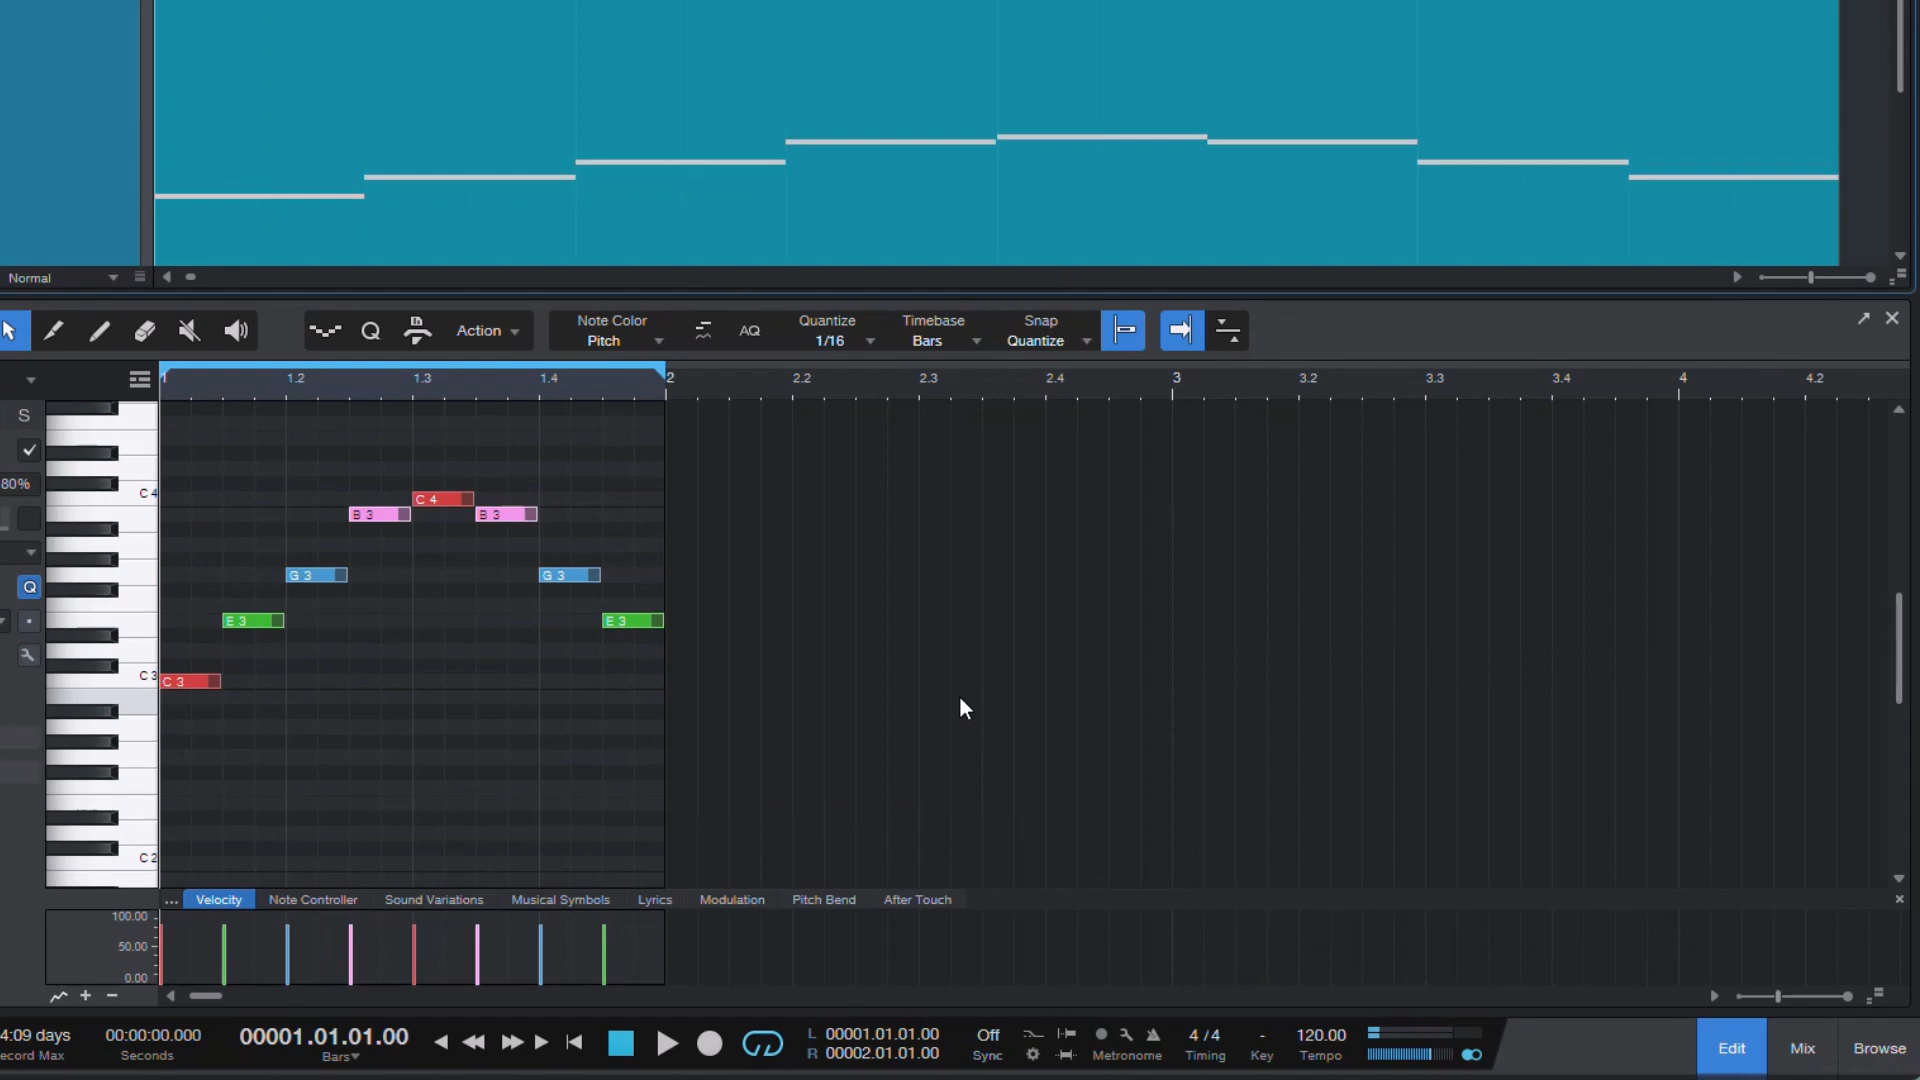 Normal
Action
Note Color
Pitch
AQ
Quantize
1/16
Timebase
Bars
Snap
Quantize
1 1.2 1.3 1.4 2 2.2 2.3 2.4 3 3.2 3.3 3.4 4 4.2
S
80%
Q
C 4
C 3
C 2
C 4
B 3
B 3
G 3
G 3
E 3
E 3
C 3
... Velocity Note Controller Sound Variations Musical Symbols Lyrics Modulation Pitch Bend After Touch
100.00
50.00
0.00
4:09 days
ecord Max
00:00:00.000
Seconds
00001.01.01.00
Bars
L 00001.01.01.00
R 00002.01.01.00
Off
Sync
Metronome
4 / 4
Timing
-
Key
120.00
Tempo
Edit
Mix
Browse